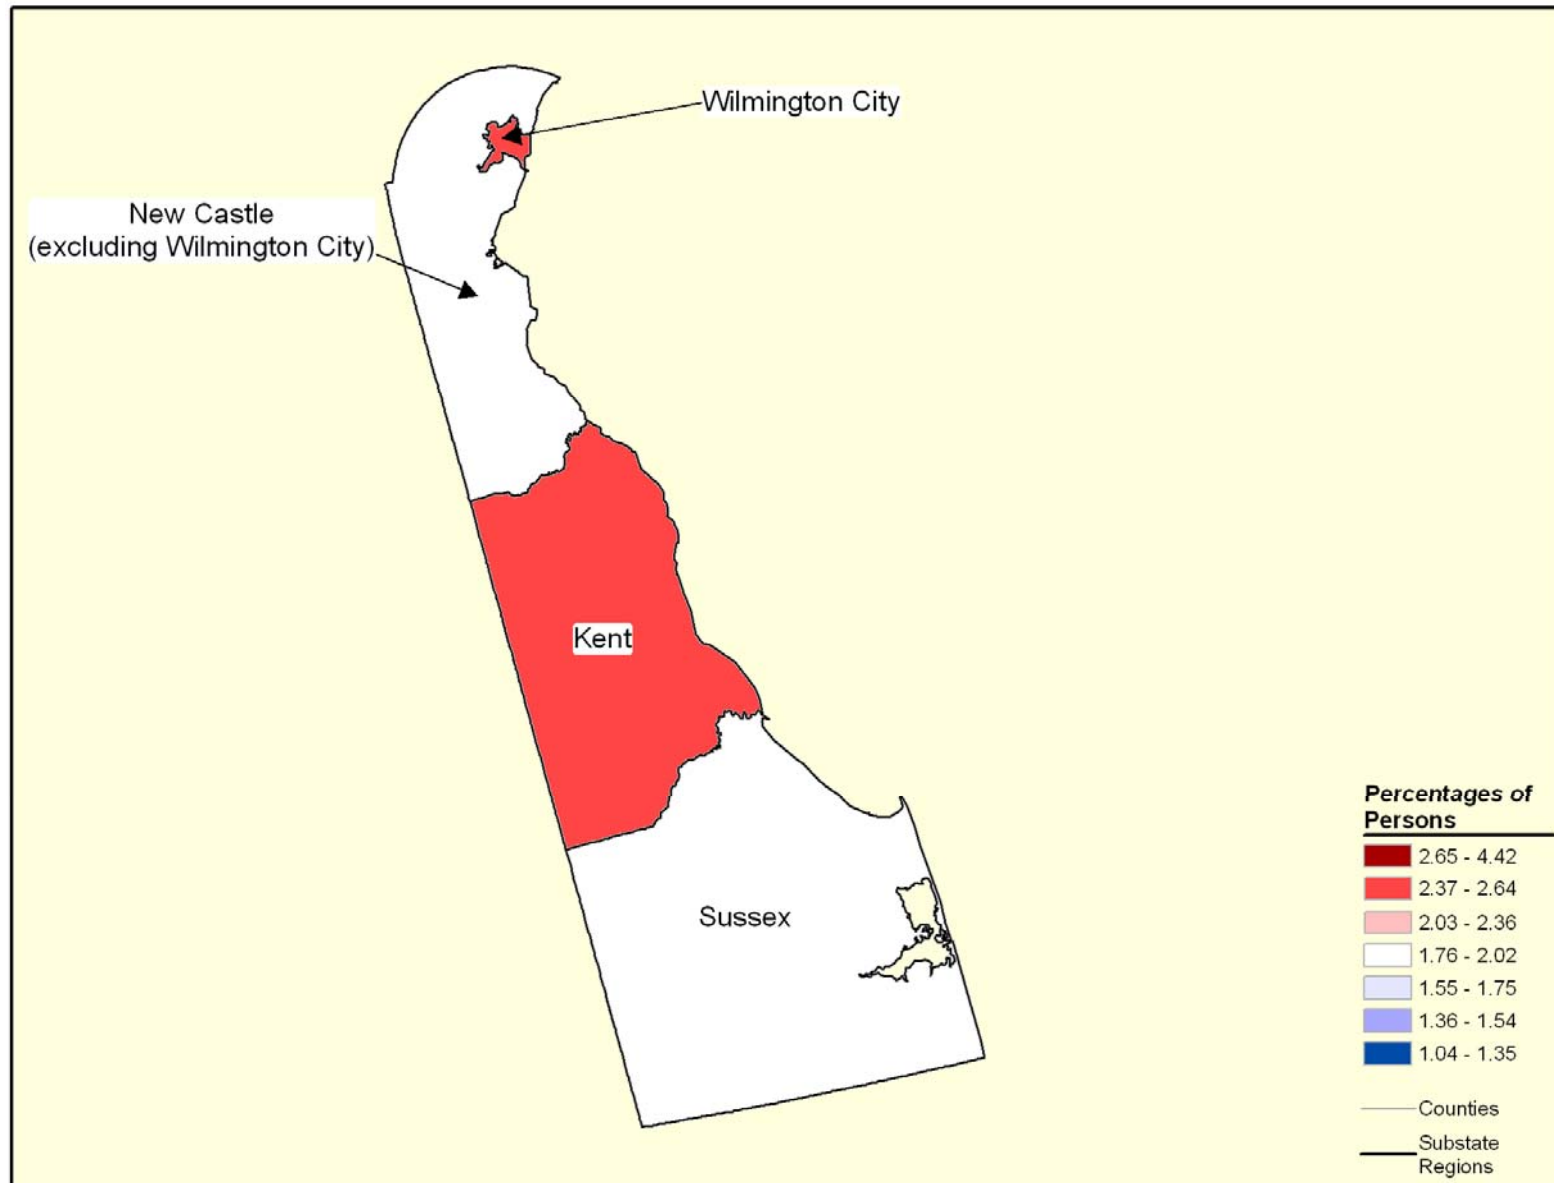 Wilmington City
New Castle
(excluding Wilmington City)
Kent
Sussex
Percentages of
Persons
2.65 - 4.42
2.37 - 2.64
2.03 - 2.36
1.76 - 2.02
1.55 - 1.75
1.36 - 1.54
1.04 - 1.35
Counties
Substate
Regions